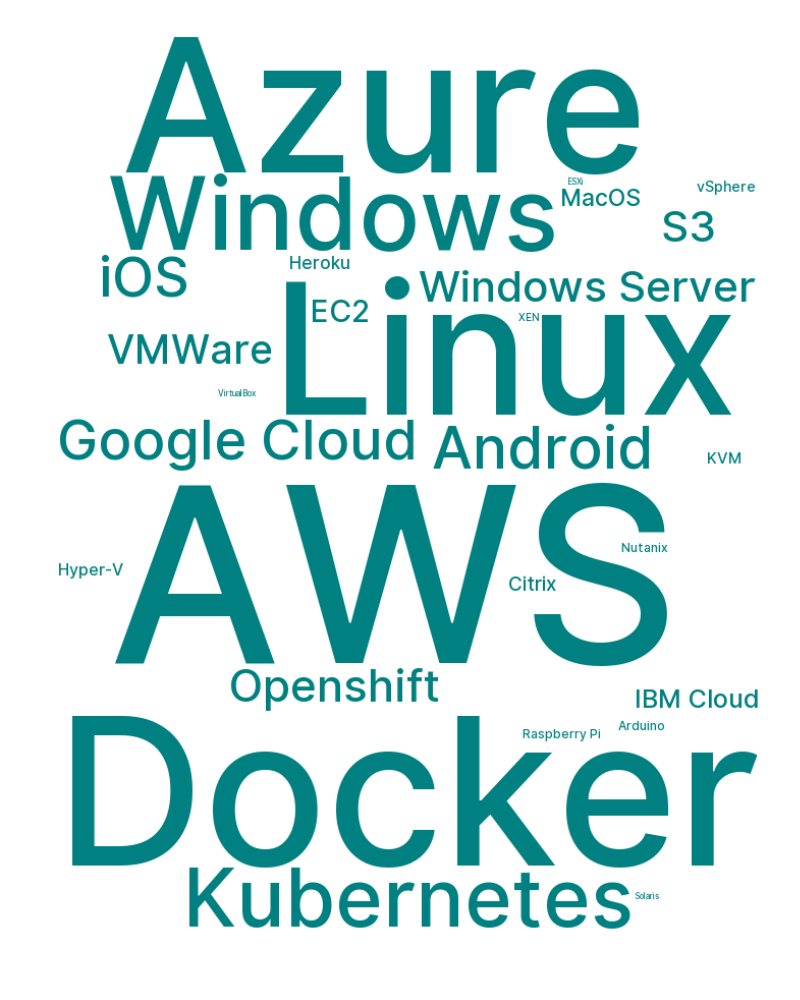 Azure
Windows
ESXi
MacOS
vSphere
S3
iOS
Heroku
Windows Server
EC2
XEN
Linux
VMWare
VirtualBox
Google Cloud
Android
KVM
AWS
Nutanix
Hyper-V
Citrix
Openshift
IBM Cloud
Arduino
Raspberry Pi
Docker
Kubernetes
Solaris